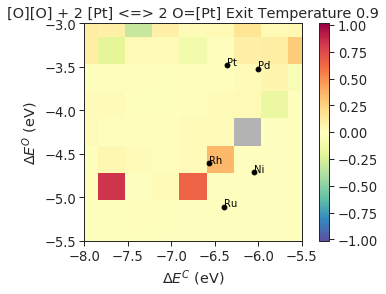 [O][O] + 2 [Pt] <=> 2 O=[Pt] Exit Temperature 0.9
−3.0
−3.5
−4.0
−4.5
−5.0
−5.5
ΔE^O (eV)
Pt
Pd
Rh
Ni
Ru
−8.0 −7.5 −7.0 −6.5 −6.0 −5.5
ΔE^C (eV)
1.00
0.75
0.50
0.25
0.00
−0.25
−0.50
−0.75
−1.00